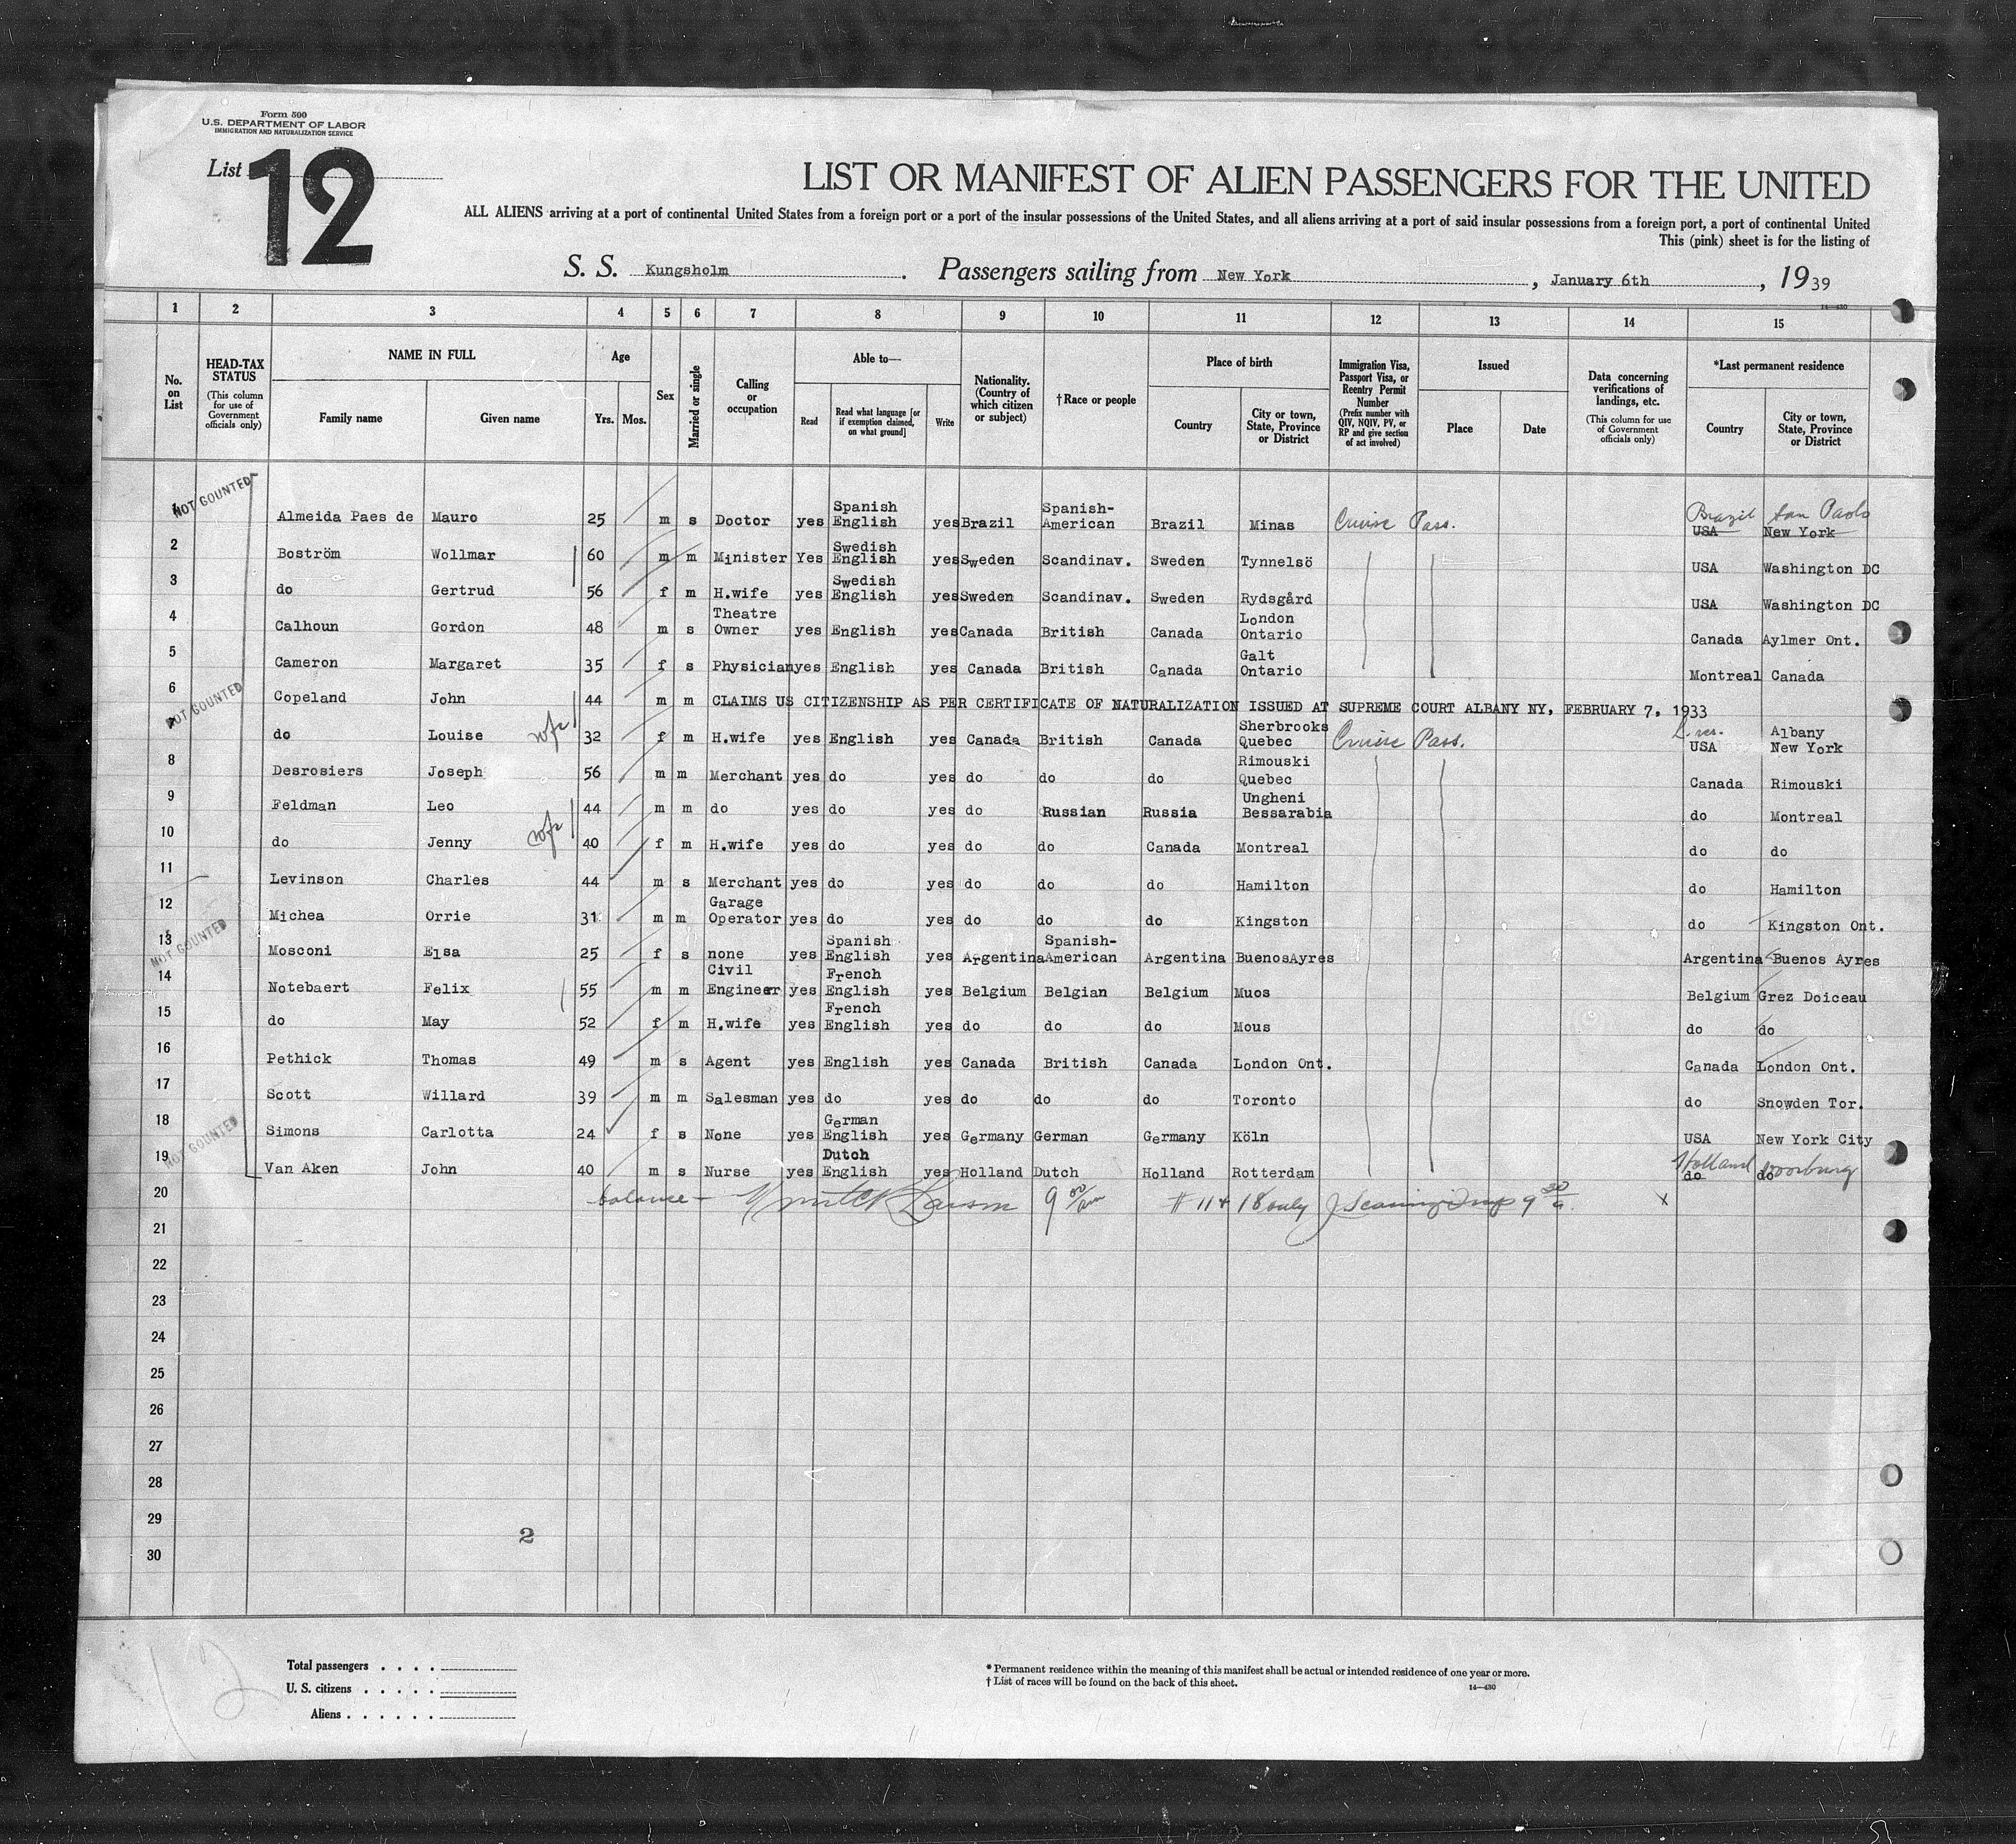 Form 500
U.S. DEPARTMENT OF LABOR
IMMIGRATION AND NATURALIZATION SERVICE
List 12
LIST OR MANIFEST OF ALIEN PASSENGERS FOR THE UNITED
ALL ALIENS arriving at a port of continental United States from a foreign port or a port of the insular possessions of the United States, and all aliens arriving at a port of said insular possessions from a foreign port, a port of continental United
This (pink) sheet is for the listing of
S. S. Kungsholm. Passengers sailing from New York, January 6th, 1939
14—430
1 2 3 4 5 6 7 8 9 10 11 12 13 14 15
No. on List
HEAD-TAX STATUS (This column for use of Government officials only)
NAME IN FULL
Family name Given name
Age
Yrs. Mos.
Sex
Married or single
Calling or occupation
Able to—
Read Read what language [or if exemption claimed, on what ground] Write
Nationality. (Country of which citizen or subject)
†Race or people
Place of birth
Country City or town, State, Province or District
Immigration Visa, Passport Visa, or Reentry Permit Number (Prefix number with QIV, NQIV, PV, or RP and give section of act involved)
Issued
Place Date
Data concerning verifications of landings, etc. (This column for use of Government officials only)
*Last permanent residence
Country City or town, State, Province or District
NOT COUNTED
1 Almeida Paes de Mauro 25 m s Doctor yes Spanish English yes Brazil Spanish-American Brazil Minas Cruise Pass. Brazil San Paolo USA New York
2 Boström Wollmar 60 m m Minister Yes Swedish English yes Sweden Scandinav. Sweden Tynnelsö USA Washington DC
3 do Gertrud 56 f m H.wife yes Swedish English yes Sweden Scandinav. Sweden Rydsgård USA Washington DC
4 Calhoun Gordon 48 m s Theatre Owner yes English yes Canada British Canada London Ontario Canada Aylmer Ont.
5 Cameron Margaret 35 f s Physician yes English yes Canada British Canada Galt Ontario Montreal Canada
6 Copeland John 44 m m CLAIMS US CITIZENSHIP AS PER CERTIFICATE OF NATURALIZATION ISSUED AT SUPREME COURT ALBANY NY, FEBRUARY 7, 1933
NOT COUNTED
7 do Louise 32 f m H.wife yes English yes Canada British Canada Sherbrooks Quebec Cruise Pass. USA Albany New York
8 Desrosiers Joseph 56 m m Merchant yes do yes do do do Rimouski Quebec Canada Rimouski
9 Feldman Leo 44 m m do yes do yes do Russian Russia Ungheni Bessarabia do Montreal
10 do Jenny 40 f m H.wife yes do yes do do Canada Montreal do do
11 Levinson Charles 44 m s Merchant yes do yes do do do Hamilton do Hamilton
12 Michea Orrie 31 m m Garage Operator yes do yes do do do Kingston do Kingston Ont.
NOT COUNTED
13 Mosconi Elsa 25 f s none yes Spanish English yes Argentina Spanish-American Argentina BuenosAyres Argentina Buenos Ayres
14 Notebaert Felix 55 m m Civil Engineer yes French English yes Belgium Belgian Belgium Muos Belgium Grez Doiceau
15 do May 52 f m H.wife yes French English yes do do do Mous do do
16 Pethick Thomas 49 m s Agent yes English yes Canada British Canada London Ont. Canada London Ont.
17 Scott Willard 39 m m Salesman yes do yes do do do Toronto do Snowden Tor.
18 Simons Carlotta 24 f s None yes German English yes Germany German Germany Köln USA New York City
NOT COUNTED
19 Van Aken John 40 m s Nurse yes Dutch English yes Holland Dutch Holland Rotterdam Holland do do
20 balance — 9 00 am # 11 + 18 only 9 30 a x
21
22
23
24
25
26
27
28
29
30
2
12
Total passengers
U. S. citizens
Aliens
* Permanent residence within the meaning of this manifest shall be actual or intended residence of one year or more.
† List of races will be found on the back of this sheet.
14—430